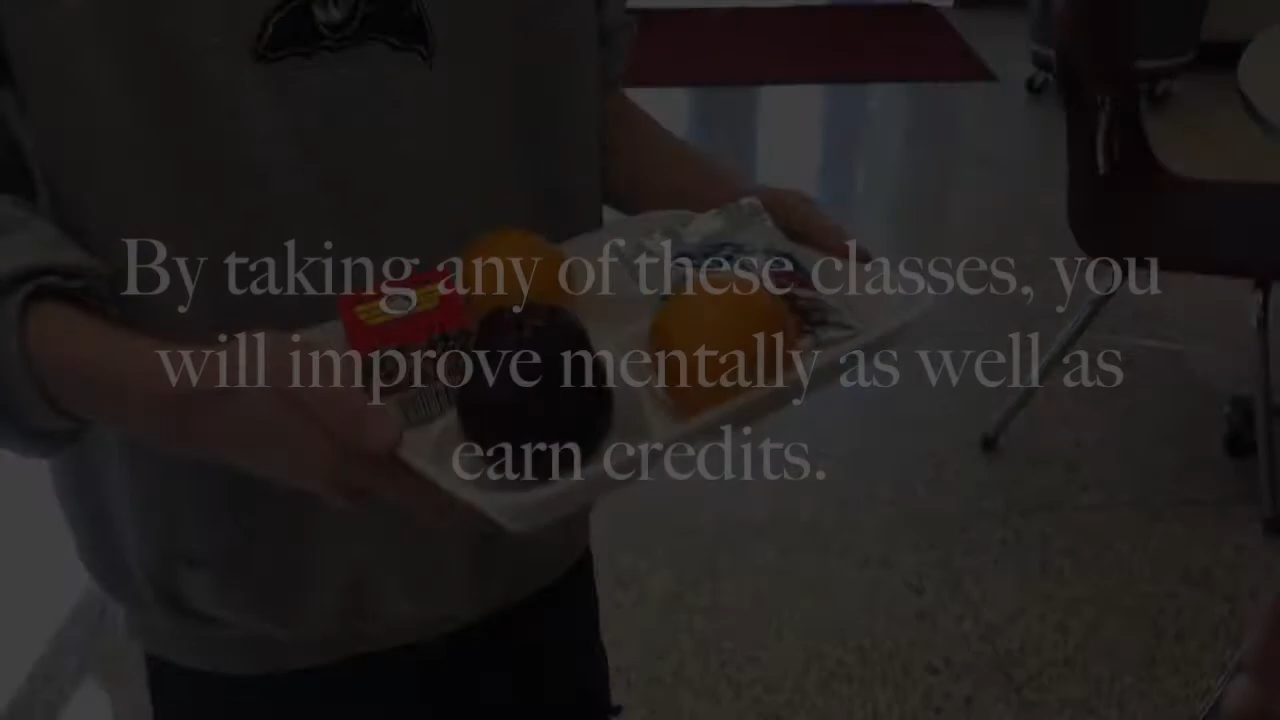 By taking any of these classes, you
will improve mentally as well as
earn credits.